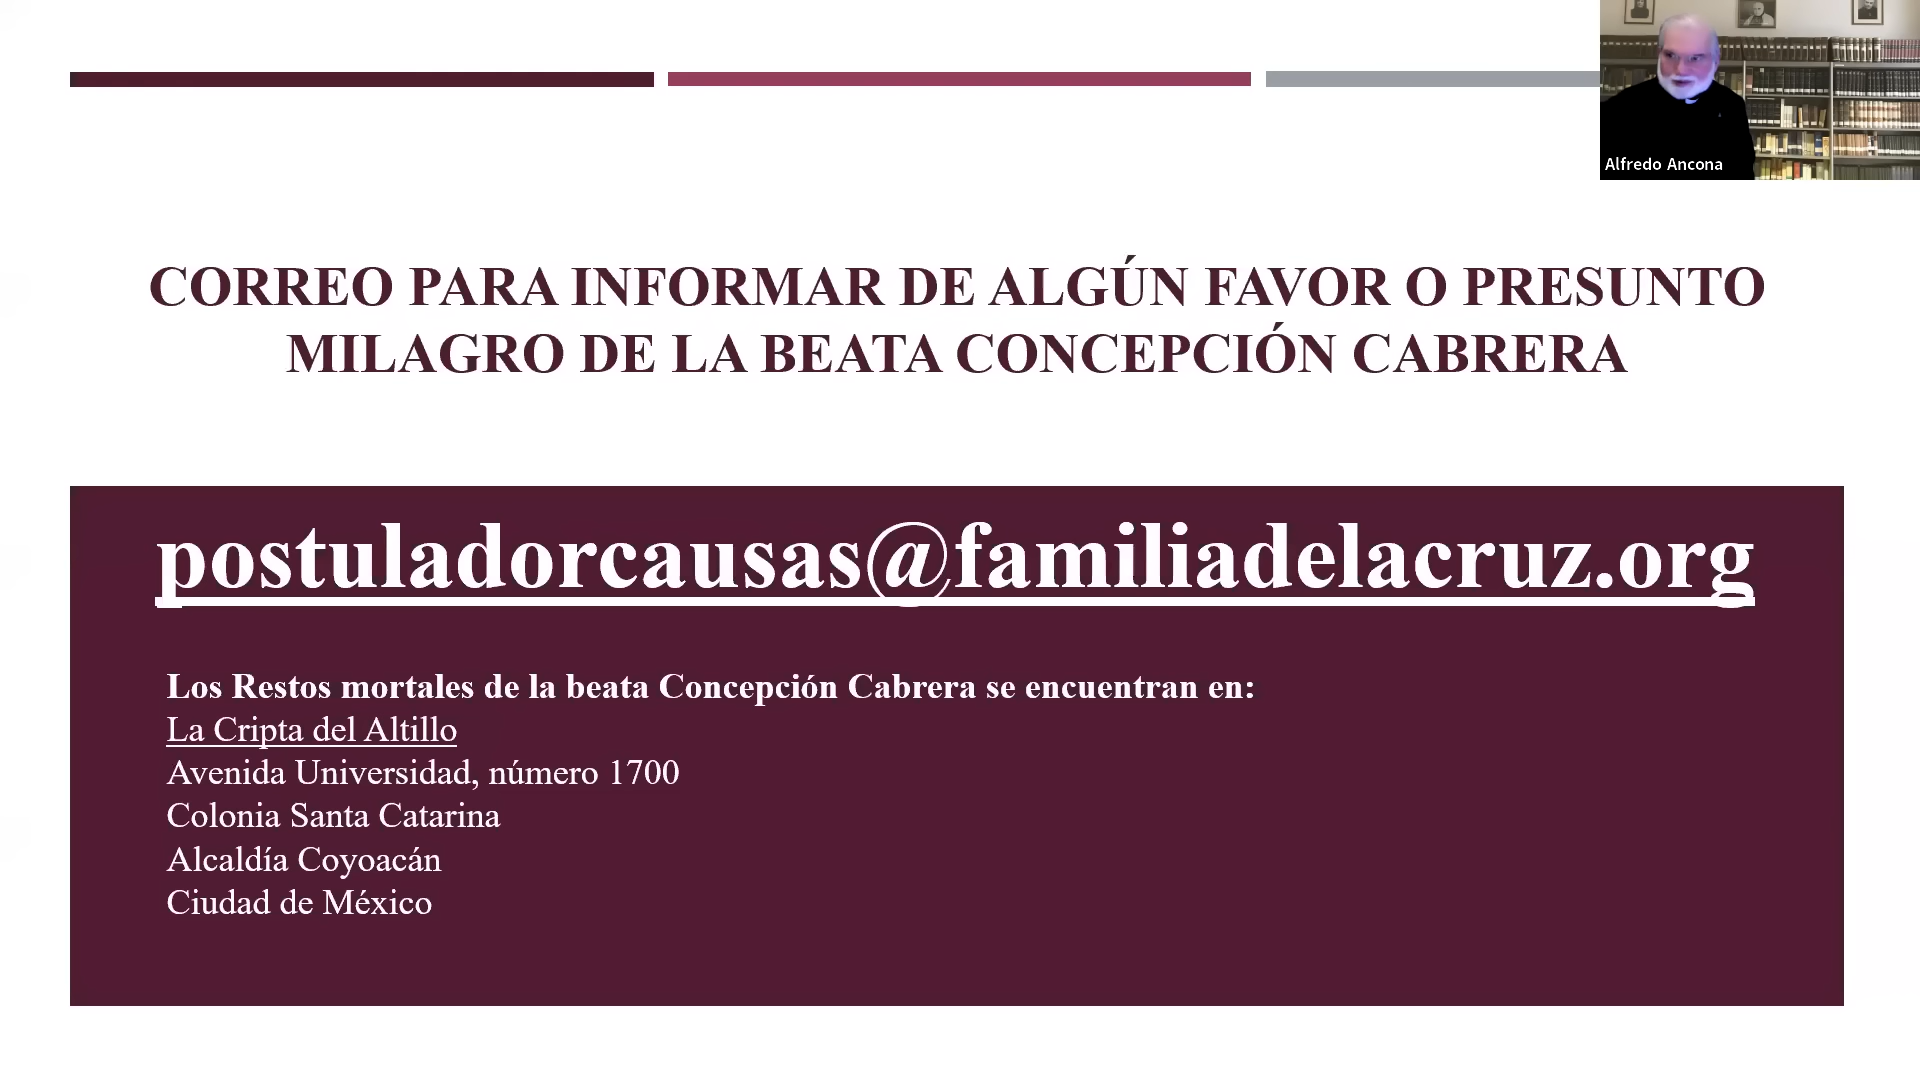 Alfredo Ancona
CORREO PARA INFORMAR DE ALGÚN FAVOR O PRESUNTO
MILAGRO DE LA BEATA CONCEPCIÓN CABRERA
postuladorcausas@familiadelacruz.org
Los Restos mortales de la beata Concepción Cabrera se encuentran en:
La Cripta del Altillo
Avenida Universidad, número 1700
Colonia Santa Catarina
Alcaldía Coyoacán
Ciudad de México